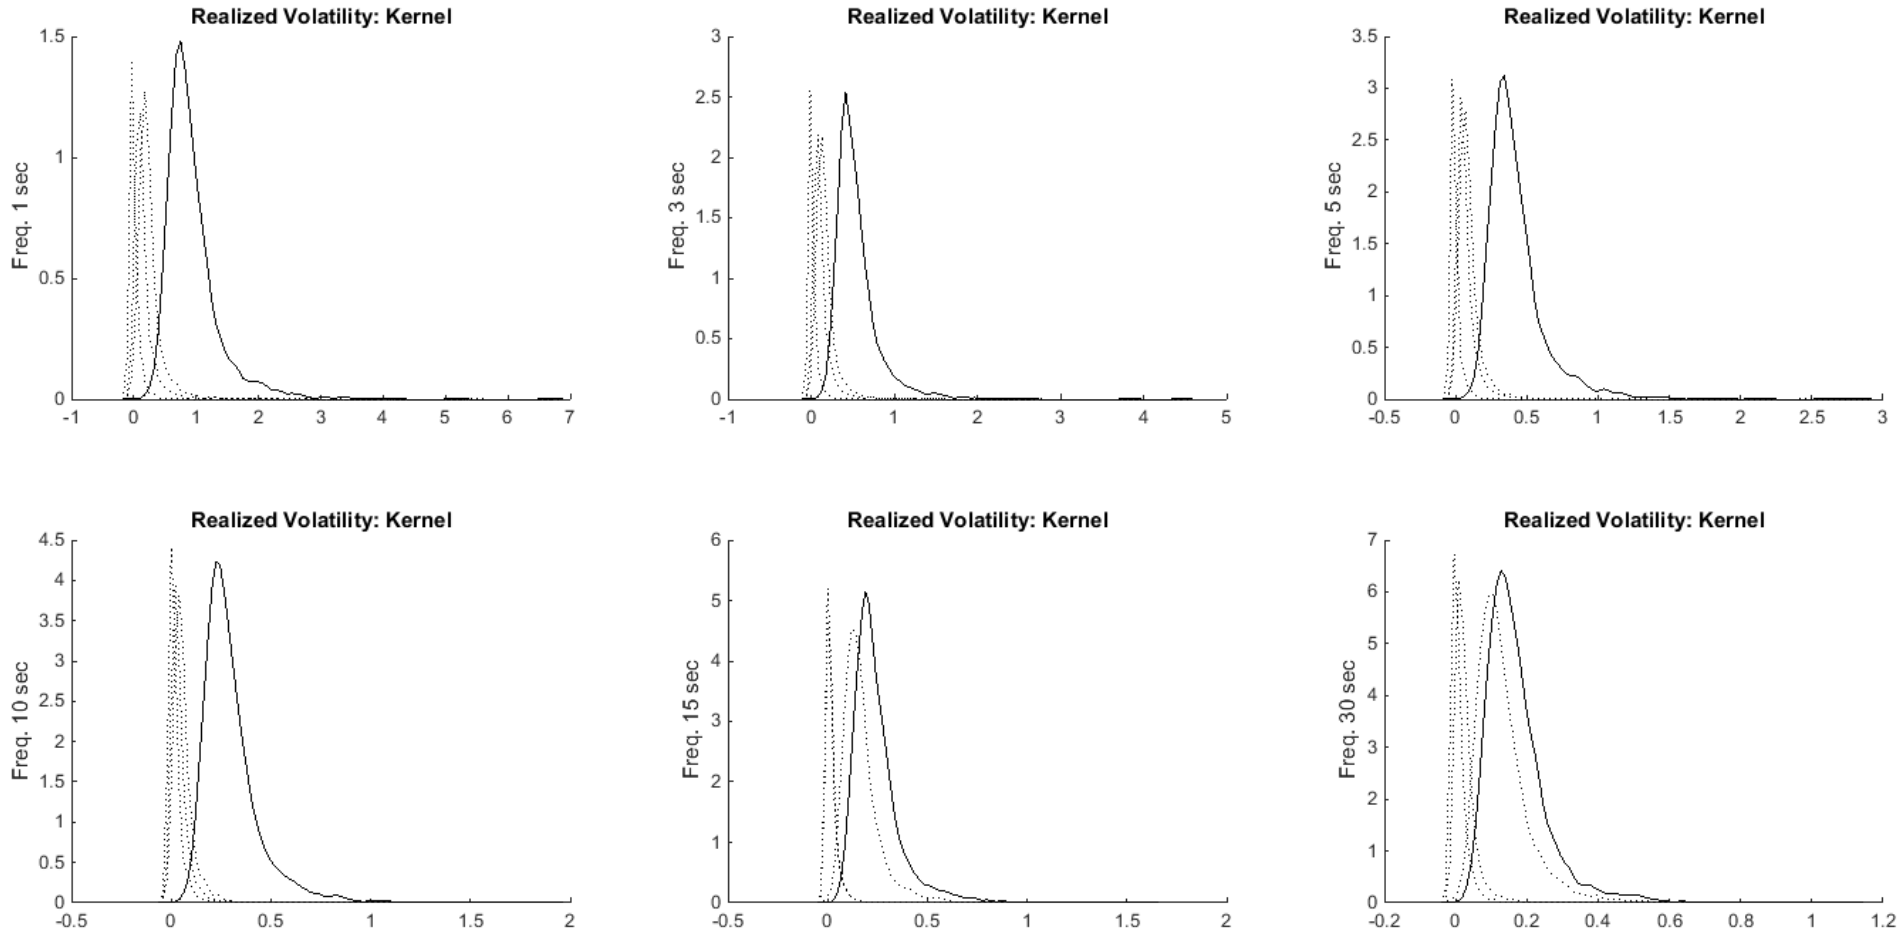 Realized Volatility: Kernel
Freq. 1 sec
1.5
1
0.5
0
-1 0 1 2 3 4 5 6 7
Realized Volatility: Kernel
Freq. 3 sec
3
2.5
2
1.5
1
0.5
0
-1 0 1 2 3 4 5
Realized Volatility: Kernel
Freq. 5 sec
3.5
3
2.5
2
1.5
1
0.5
0
-0.5 0 0.5 1 1.5 2 2.5 3
Realized Volatility: Kernel
Freq. 10 sec
4.5
4
3.5
3
2.5
2
1.5
1
0.5
0
-0.5 0 0.5 1 1.5 2
Realized Volatility: Kernel
Freq. 15 sec
6
5
4
3
2
1
0
-0.5 0 0.5 1 1.5 2
Realized Volatility: Kernel
Freq. 30 sec
7
6
5
4
3
2
1
0
-0.2 0 0.2 0.4 0.6 0.8 1 1.2